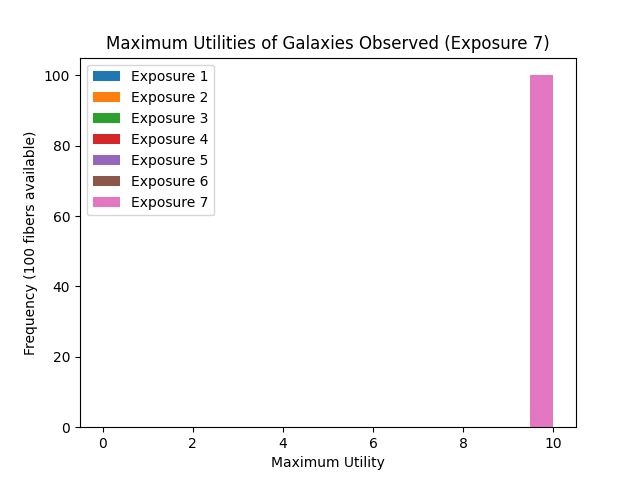 Maximum Utilities of Galaxies Observed (Exposure 7)
Exposure 1
Exposure 2
Exposure 3
Exposure 4
Exposure 5
Exposure 6
Exposure 7
Frequency (100 fibers available)
100
80
60
40
20
0
0 2 4 6 8 10
Maximum Utility